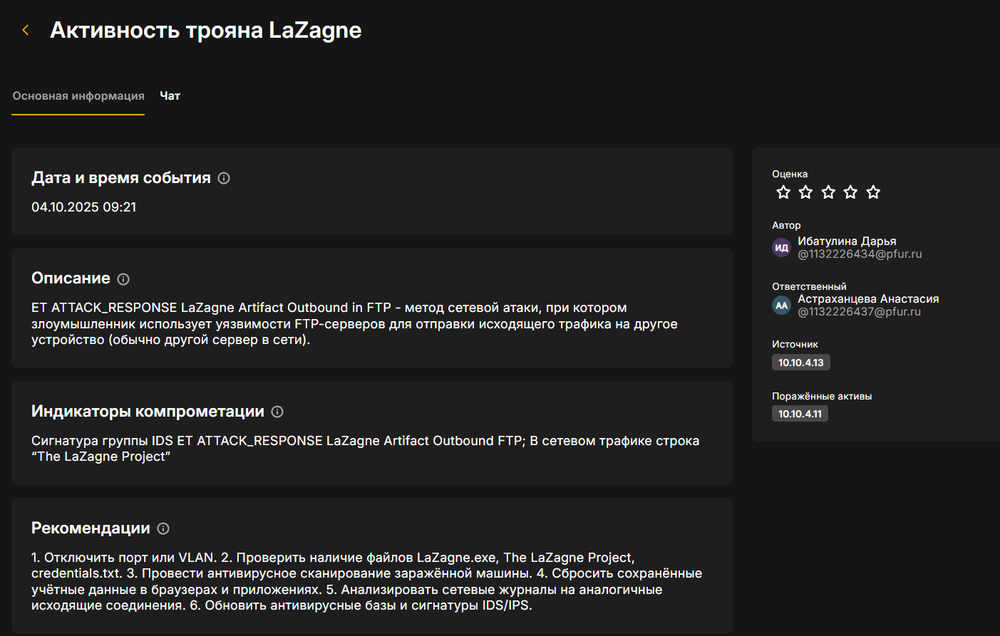 Активность трояна LaZagne
Основная информация
Чат
Дата и время события
04.10.2025 09:21
Описание
ET ATTACK_RESPONSE LaZagne Artifact Outbound in FTP - метод сетевой атаки, при котором
злоумышленник использует уязвимости FTP-серверов для отправки исходящего трафика на другое
устройство (обычно другой сервер в сети).
Индикаторы компрометации
Сигнатура группы IDS ET ATTACK_RESPONSE LaZagne Artifact Outbound FTP; В сетевом трафике строка
“The LaZagne Project”
Рекомендации
1. Отключить порт или VLAN. 2. Проверить наличие файлов LaZagne.exe, The LaZagne Project,
credentials.txt. 3. Провести антивирусное сканирование заражённой машины. 4. Сбросить сохранённые
учётные данные в браузерах и приложениях. 5. Анализировать сетевые журналы на аналогичные
исходящие соединения. 6. Обновить антивирусные базы и сигнатуры IDS/IPS.
Оценка
Автор
ИД
Ибатулина Дарья
@1132226434@pfur.ru
Ответственный
АА
Астраханцева Анастасия
@1132226437@pfur.ru
Источник
10.10.4.13
Поражённые активы
10.10.4.11